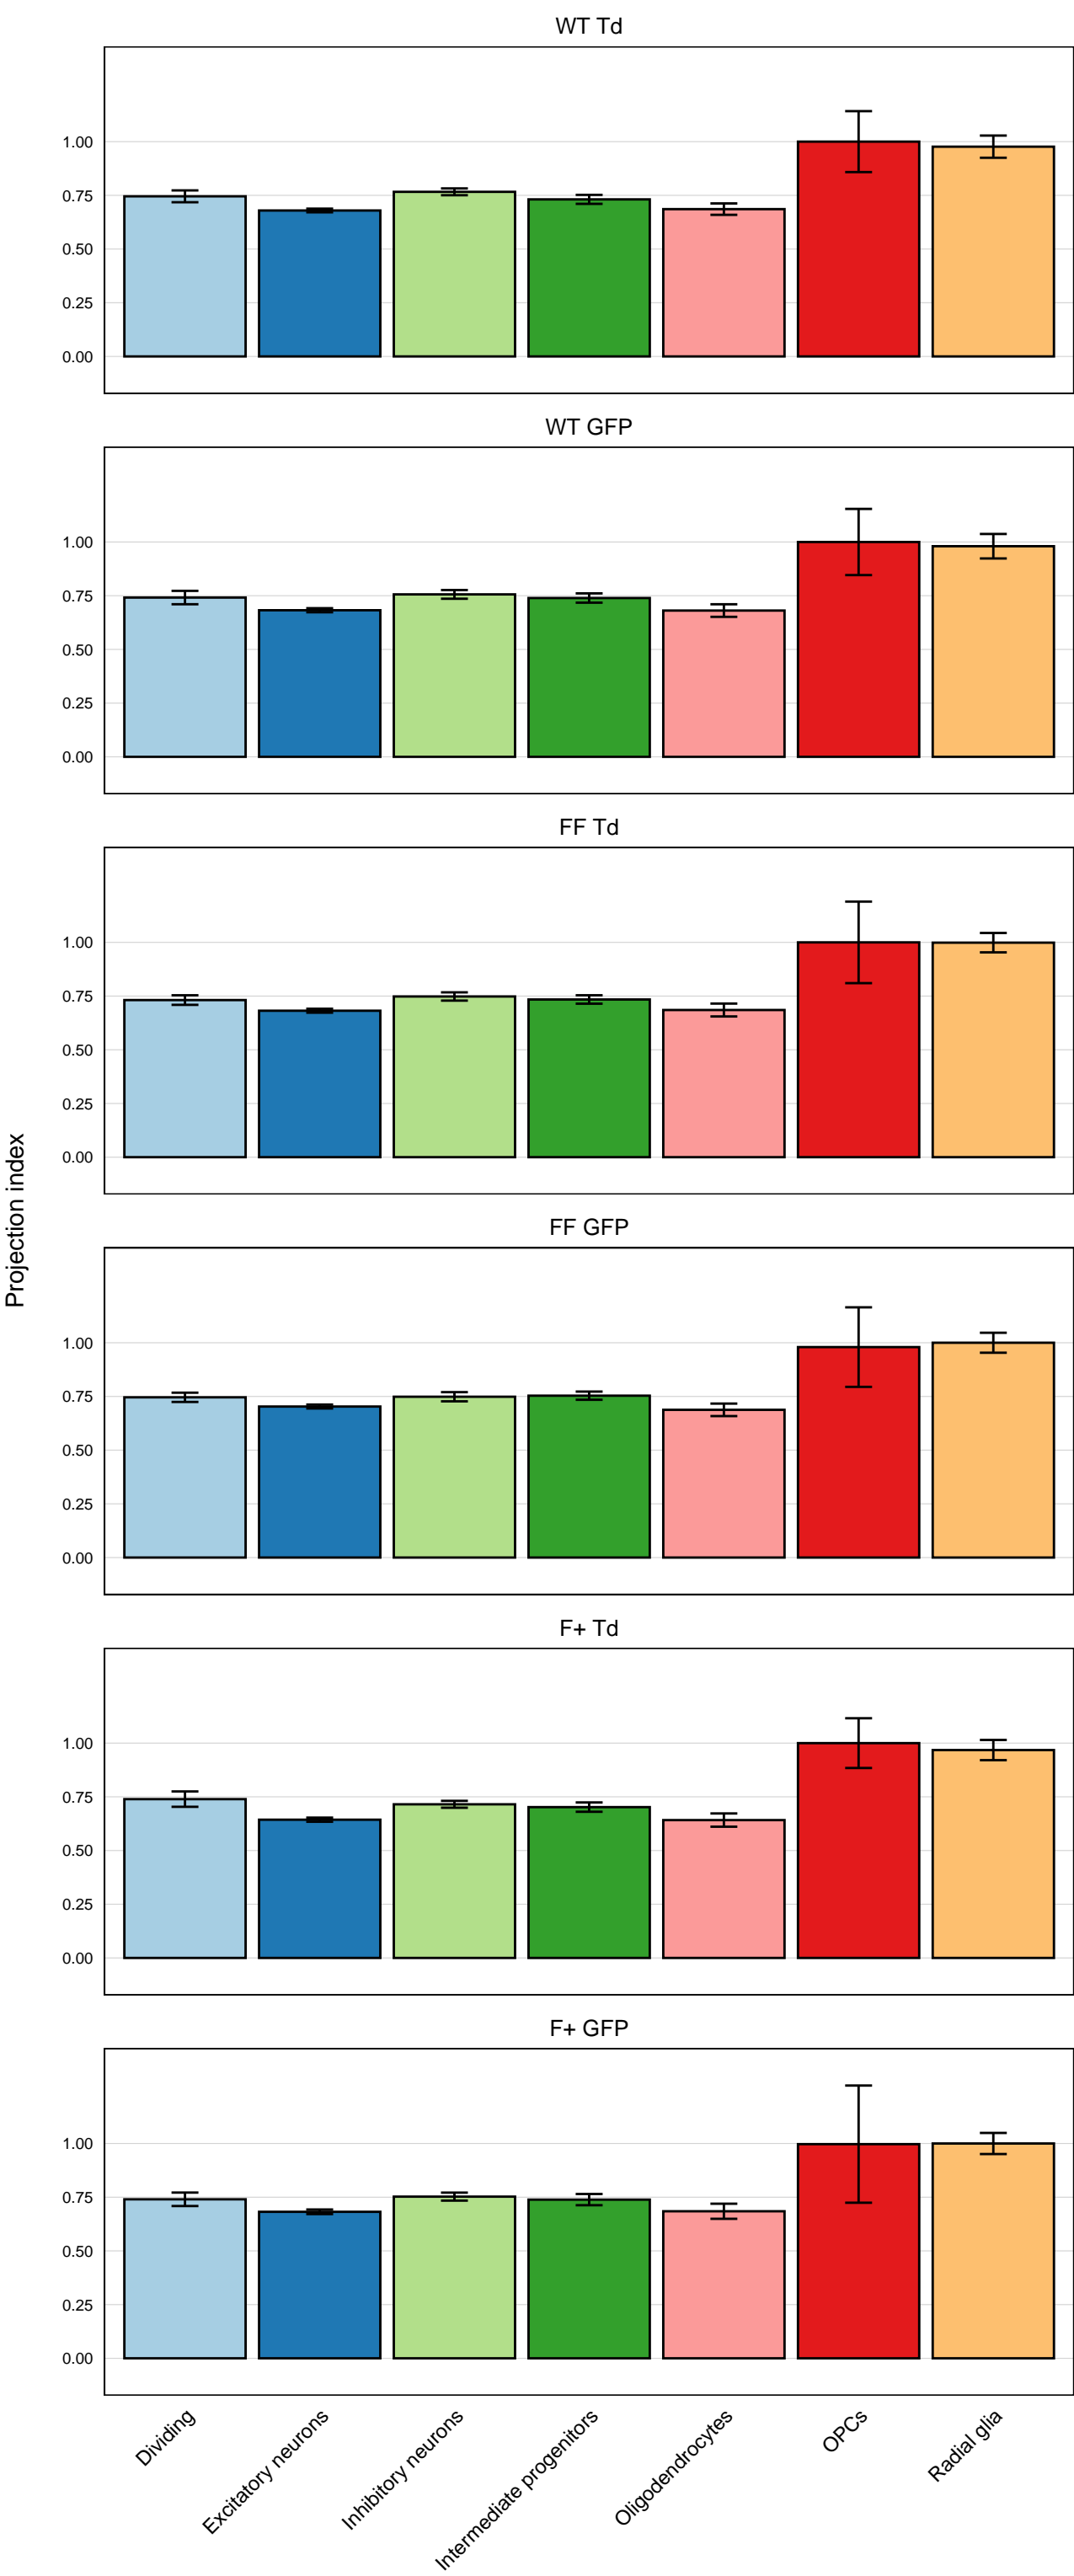 WT Td
1.00
0.75
0.50
0.25
0.00
WT GFP
1.00
0.75
0.50
0.25
0.00
FF Td
1.00
0.75
0.50
0.25
0.00
Projection index
FF GFP
1.00
0.75
0.50
0.25
0.00
F+ Td
1.00
0.75
0.50
0.25
0.00
F+ GFP
1.00
0.75
0.50
0.25
0.00
Dividing
Excitatory neurons
Inhibitory neurons
Intermediate progenitors
Oligodendrocytes
OPCs
Radial glia